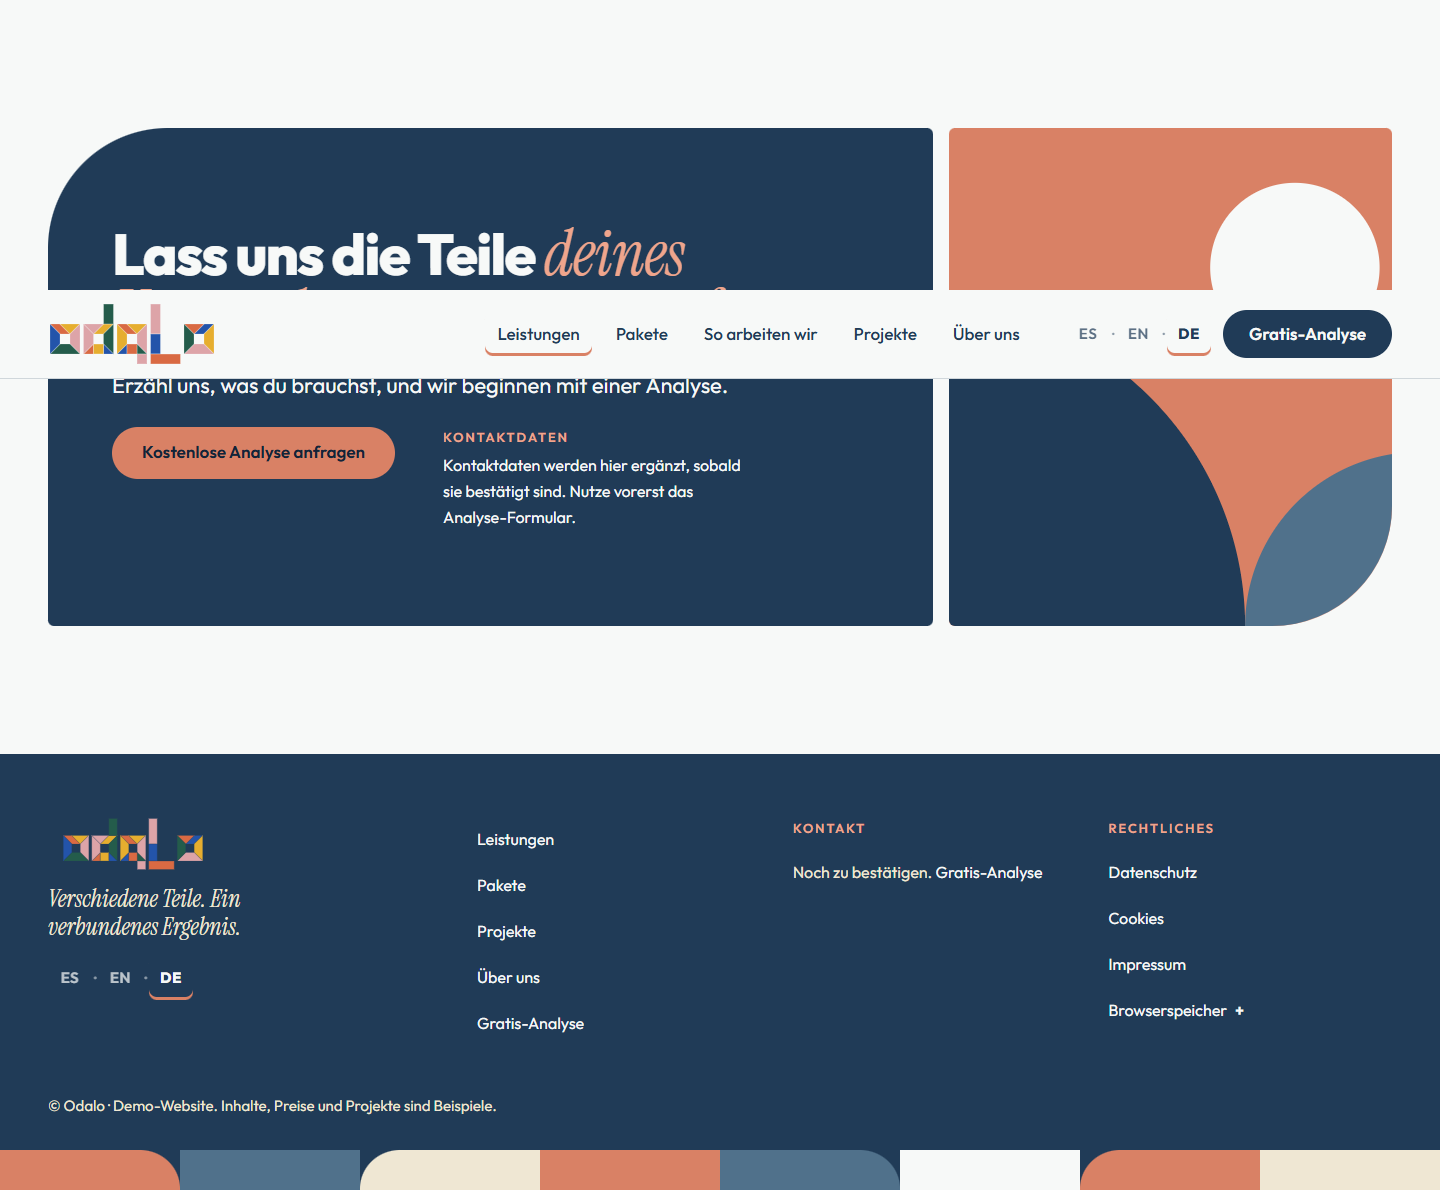 Lass uns die Teile deines
odalo
Leistungen
Pakete
So arbeiten wir
Projekte
Über uns
ES · EN · DE
Gratis-Analyse
Erzähl uns, was du brauchst, und wir beginnen mit einer Analyse.
Kostenlose Analyse anfragen
KONTAKTDATEN
Kontaktdaten werden hier ergänzt, sobald
sie bestätigt sind. Nutze vorerst das
Analyse-Formular.
odalo
Verschiedene Teile. Ein
verbundenes Ergebnis.
ES · EN · DE
Leistungen
Pakete
Projekte
Über uns
Gratis-Analyse
KONTAKT
Noch zu bestätigen. Gratis-Analyse
RECHTLICHES
Datenschutz
Cookies
Impressum
Browserspeicher +
© Odalo · Demo-Website. Inhalte, Preise und Projekte sind Beispiele.